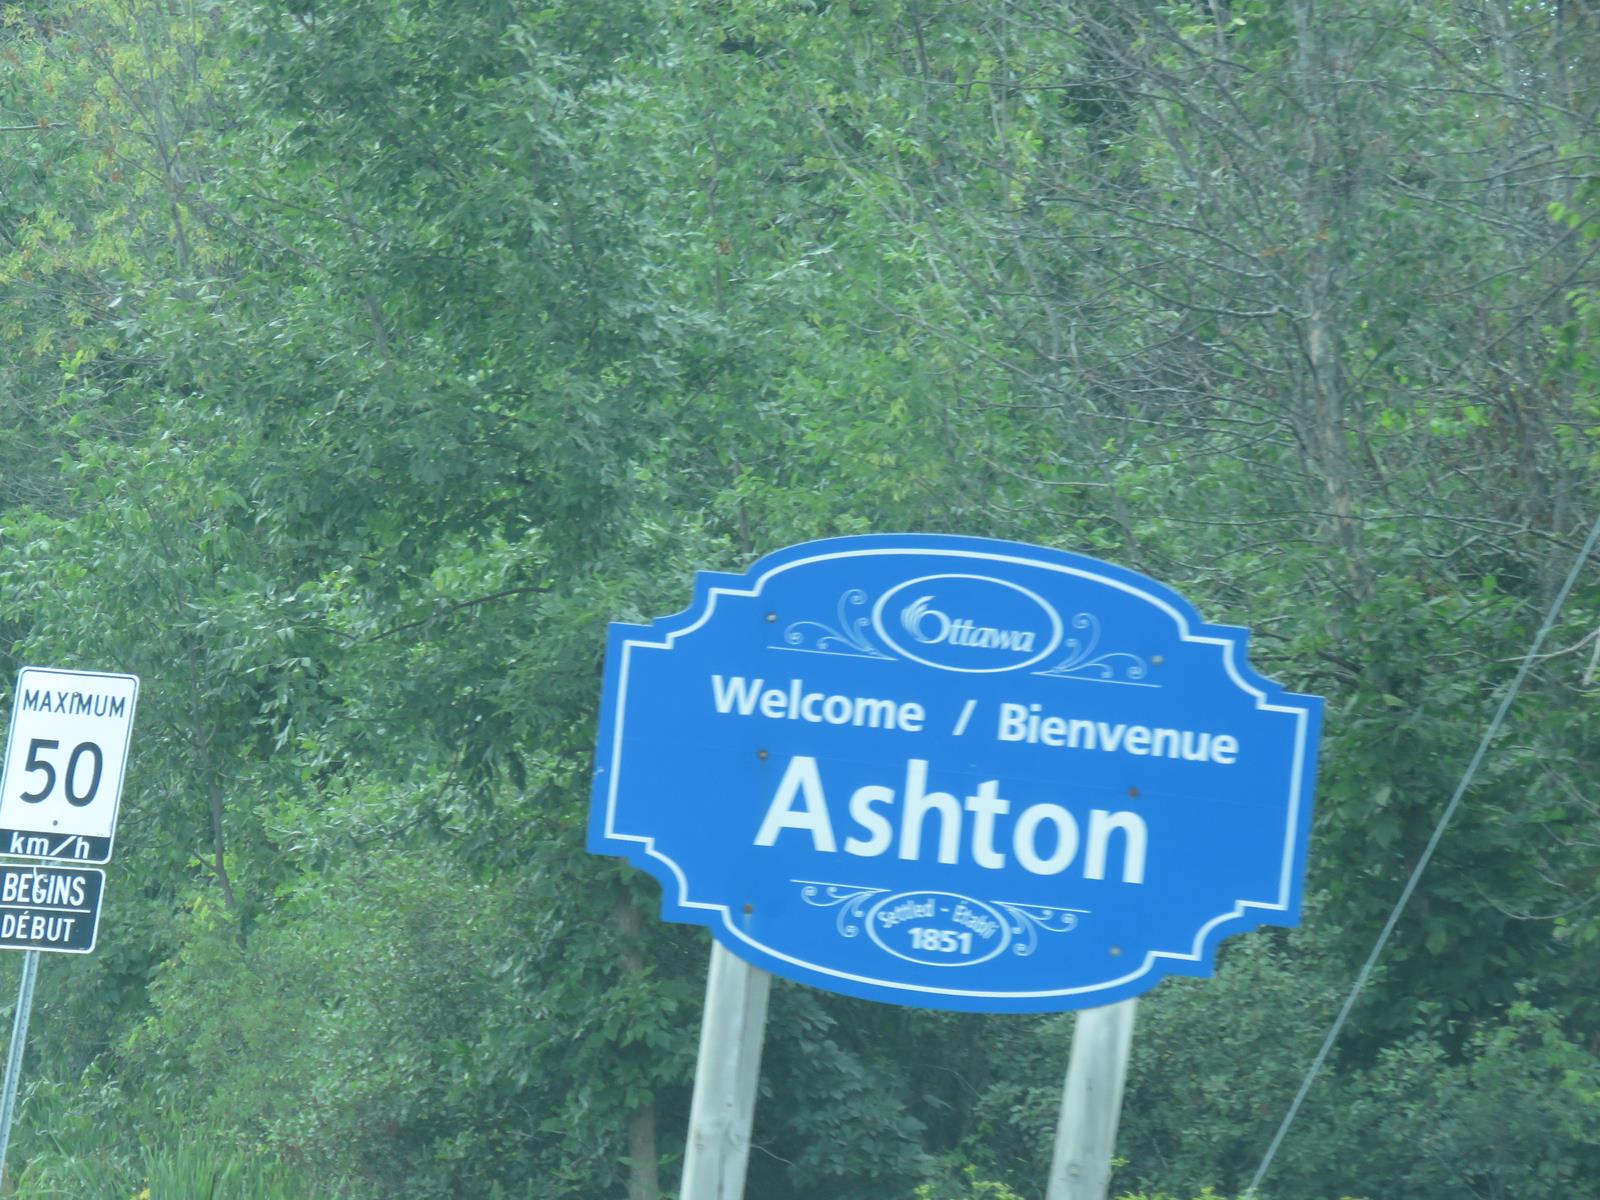 MAXIMUM
50
km/h
BEGINS
DÉBUT
Ottawa
Welcome / Bienvenue
Ashton
Settled - Établi
1851